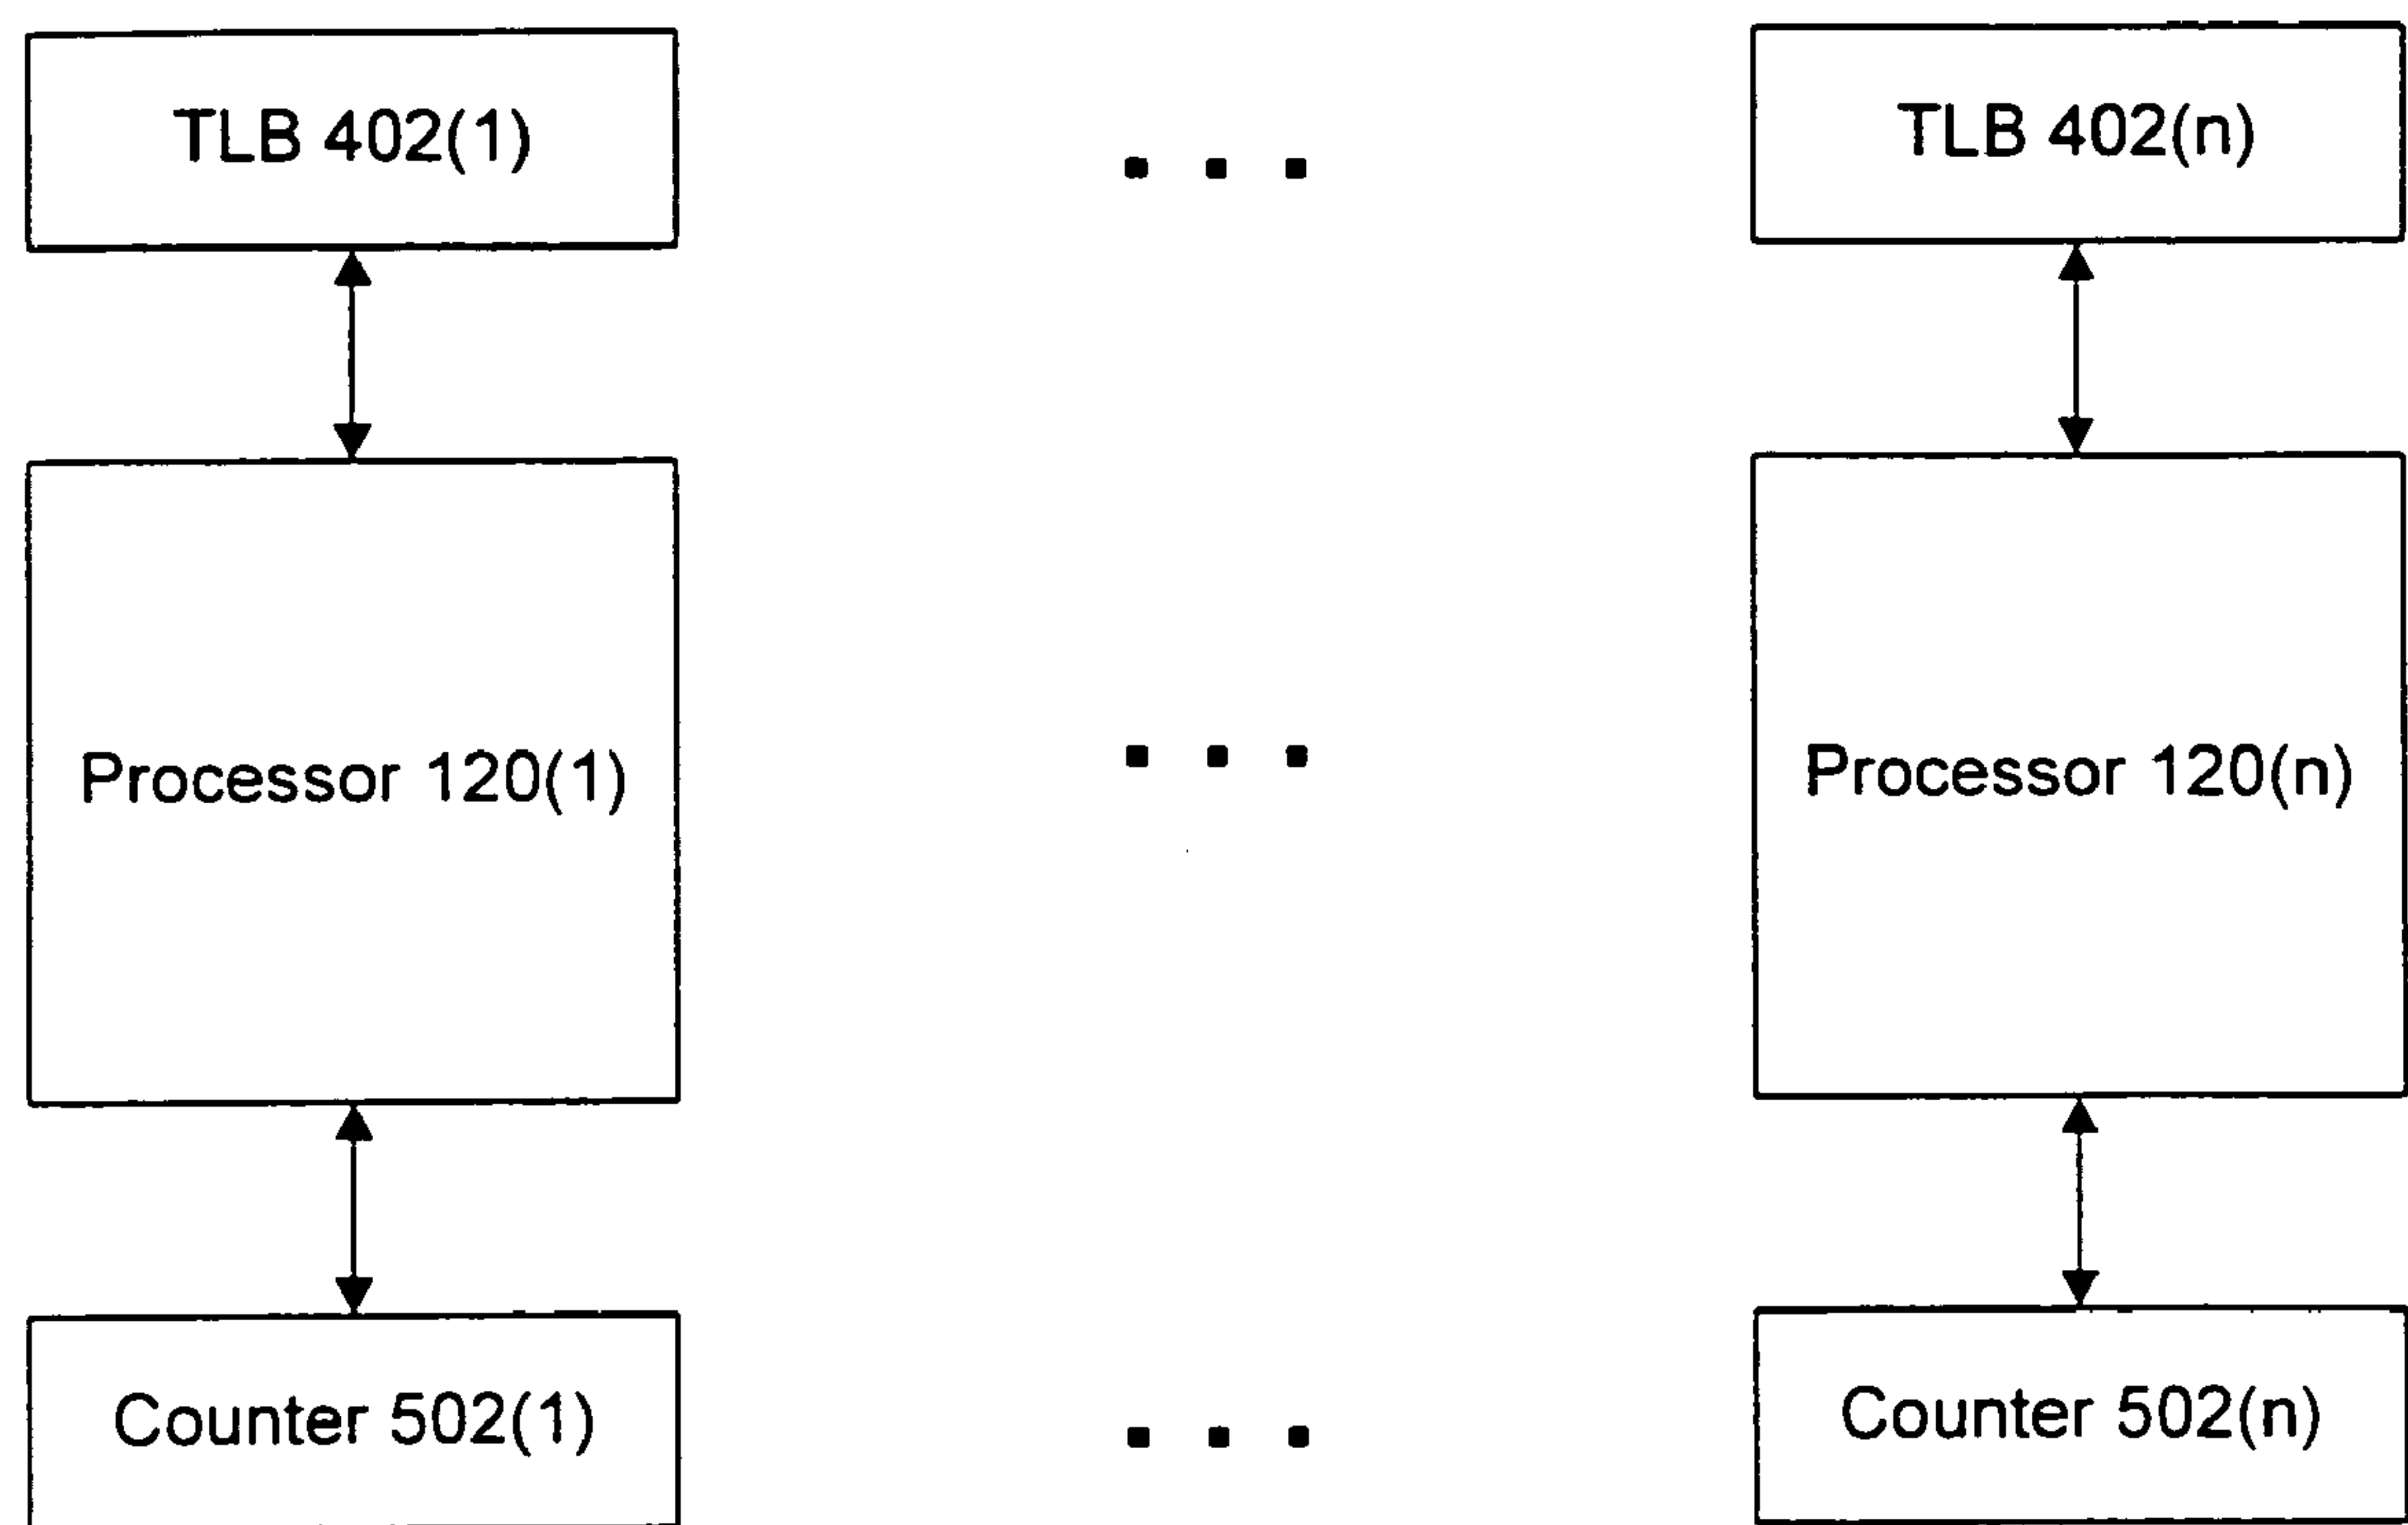 TLB 402(1)
. . .
TLB 402(n)
Processor 120(1)
. . .
Processor 120(n)
Counter 502(1)
. . .
Counter 502(n)